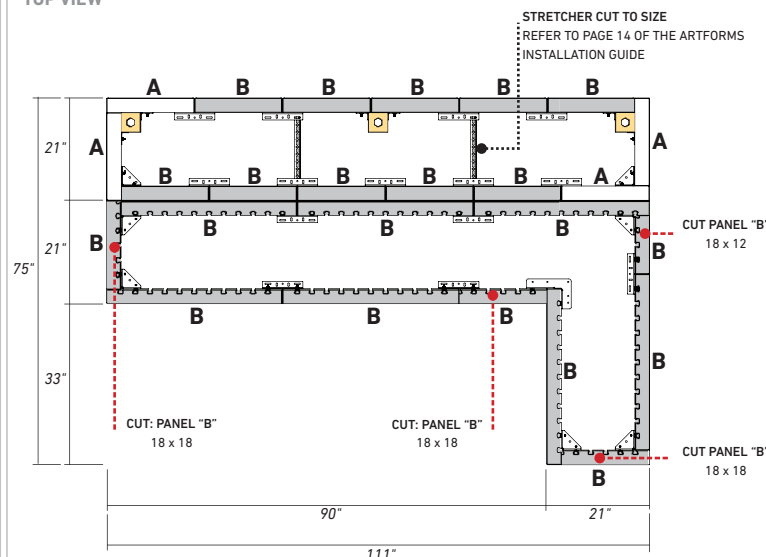 TOP VIEW
STRETCHER CUT TO SIZE
REFER TO PAGE 14 OF THE ARTFORMS
INSTALLATION GUIDE
A B B B B B
21"
A
A
B B B B B A
75"
21"
B
B B B
B
CUT PANEL "B"
18 x 12
B B B
33"
B
B
CUT: PANEL "B"
18 x 18
CUT: PANEL "B"
18 x 18
CUT PANEL "B"
18 x 18
B
90"
21"
111"